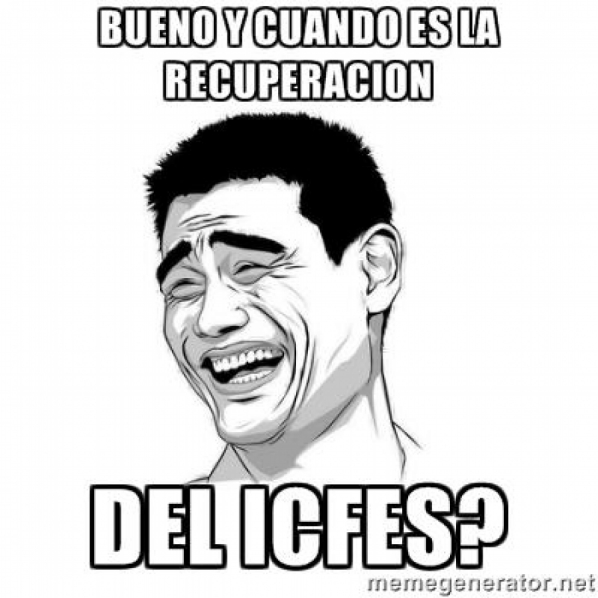 BUENO Y CUANDO ES LA
RECUPERACION
DEL ICFES?
memegenerator.net